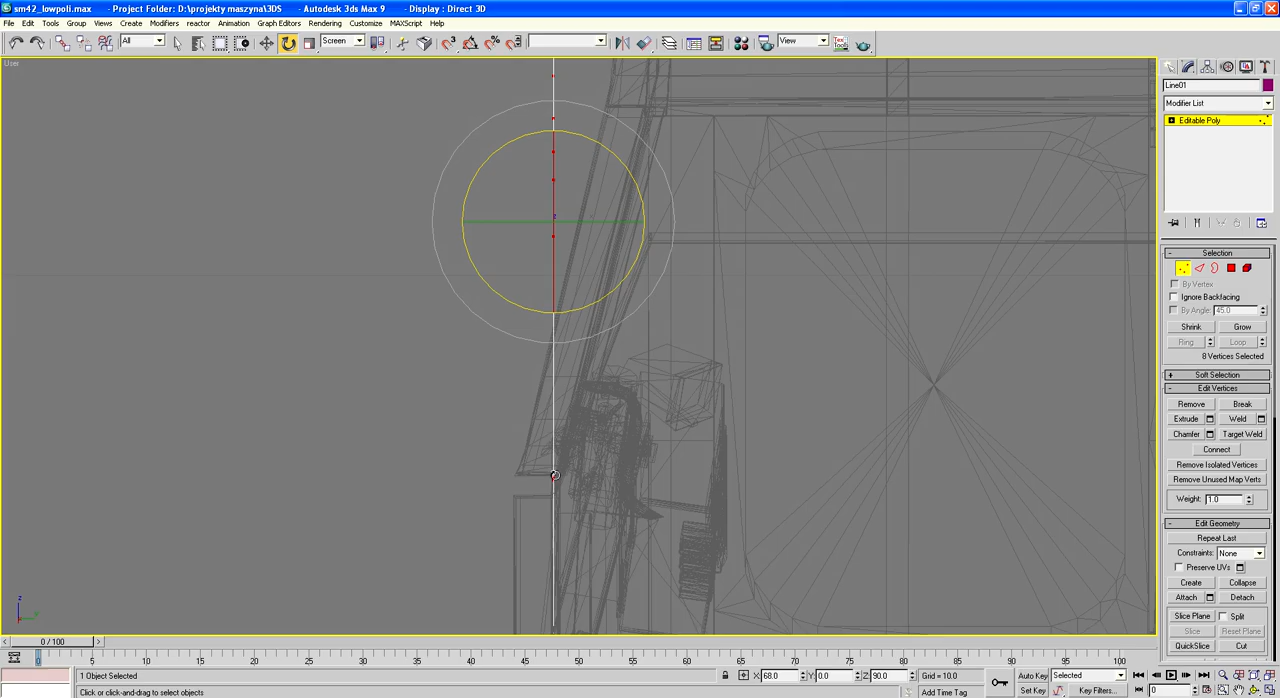 sm42_lowpoli.max - Project Folder: D:\projekty maszyna\3DS - Autodesk 3ds Max 9 - Display : Direct 3D
File Edit Tools Group Views Create Modifiers reactor Animation Graph Editors Rendering Customize MAXScript Help
All Screen View
User
Line01
Modifier List
Editable Poly
- Selection
By Vertex
Ignore Backfacing
By Angle: 45.0
Shrink Grow
Ring Loop
8 Vertices Selected
+ Soft Selection
- Edit Vertices
Remove Break
Extrude Weld
Chamfer Target Weld
Connect
Remove Isolated Vertices
Remove Unused Map Verts
Weight: 1.0
- Edit Geometry
Repeat Last
Constraints: None
Preserve UVs
Create Collapse
Attach Detach
Slice Plane Split
Slice Reset Plane
QuickSlice Cut
z
z
< 0 / 100 >
0 5 10 15 20 25 30 35 40 45 50 55 60 65 70 75 80 85 90 95 100
1 Object Selected X: 68.0 Y: 0.0 Z: 90.0 Grid = 10.0 Auto Key Selected
Click or click-and-drag to select objects Add Time Tag Set Key Key Filters... 0